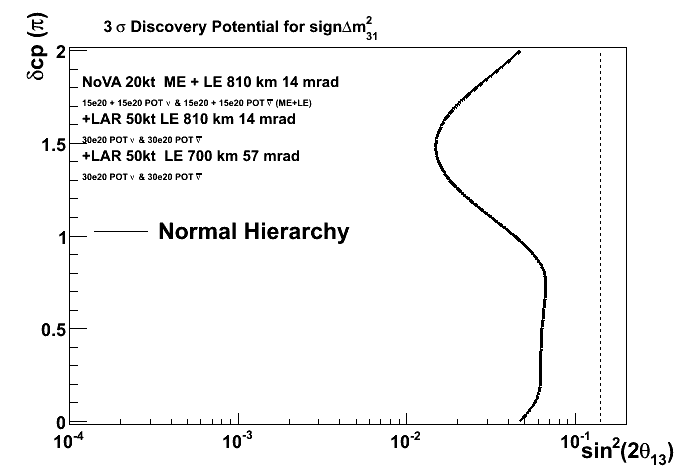 3 σ Discovery Potential for signΔm²₃₁
δcp (π)
2
NoVA 20kt ME + LE 810 km 14 mrad
15e20 + 15e20 POT ν & 15e20 + 15e20 POT ν̅ (ME+LE)
+LAR 50kt LE 810 km 14 mrad
1.5
30e20 POT ν & 30e20 POT ν̅
+LAR 50kt LE 700 km 57 mrad
30e20 POT ν & 30e20 POT ν̅
Normal Hierarchy
1
0.5
0
10⁻⁴ 10⁻³ 10⁻² 10⁻¹
sin²(2θ₁₃)